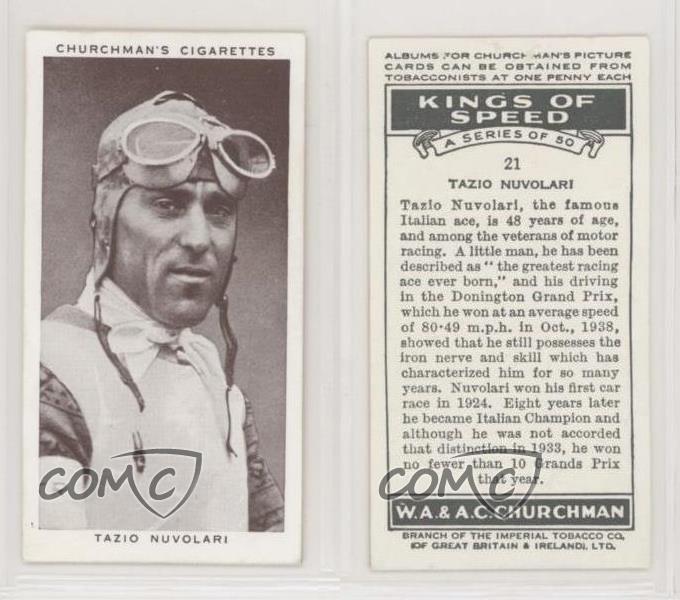 CHURCHMAN'S CIGARETTES
COMC
TAZIO NUVOLARI
ALBUMS FOR CHURCHMAN'S PICTURE
CARDS CAN BE OBTAINED FROM
TOBACCONISTS AT ONE PENNY EACH
KINGS OF
SPEED
A SERIES OF 50
21
TAZIO NUVOLARI
Tazio Nuvolari, the famous
Italian ace, is 48 years of age,
and among the veterans of motor
racing. A little man, he has been
described as "the greatest racing
ace ever born," and his driving
in the Donington Grand Prix,
which he won at an average speed
of 80·49 m.p.h. in Oct., 1938,
showed that he still possesses the
iron nerve and skill which has
characterized him for so many
years. Nuvolari won his first car
race in 1924. Eight years later
he became Italian Champion and
although he was not accorded
that distinction in 1933, he won
no fewer than 10 Grands Prix
that year.
COMC
W.A. & A.C. CHURCHMAN
BRANCH OF THE IMPERIAL TOBACCO CO.
(OF GREAT BRITAIN & IRELAND), LTD.